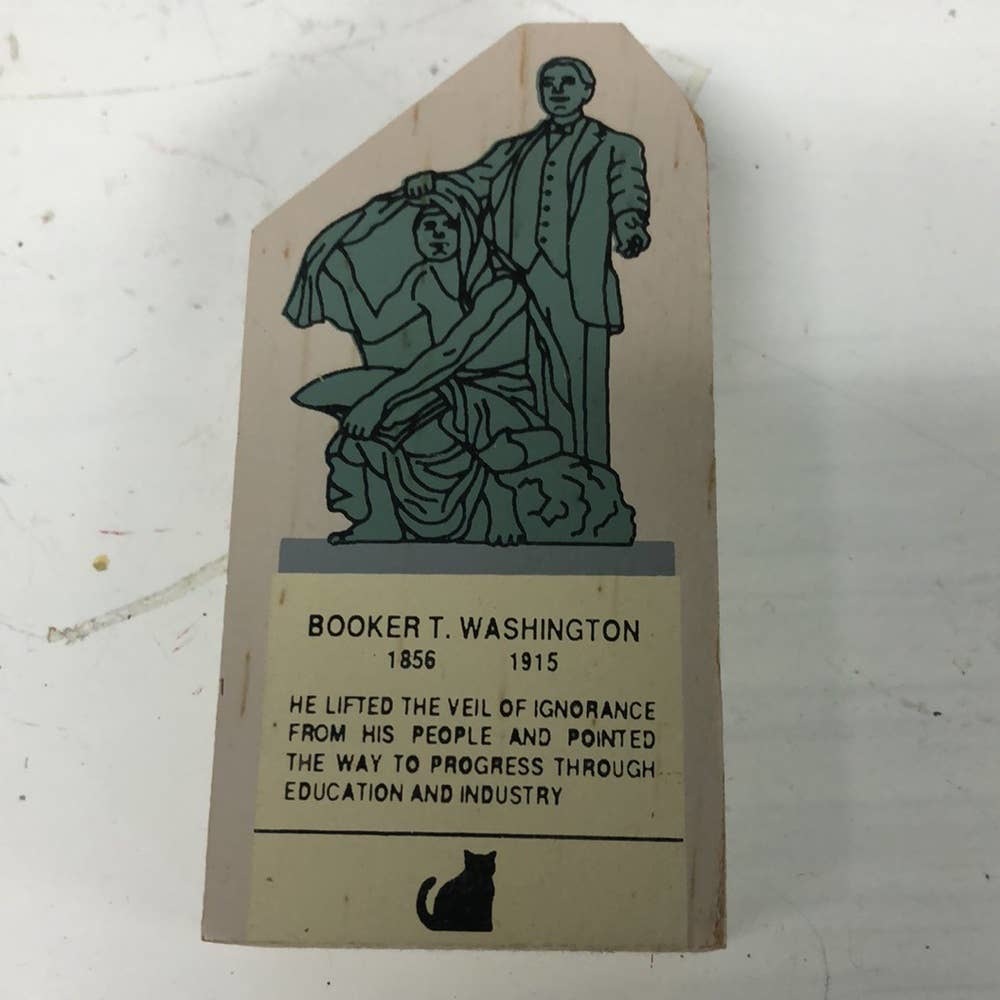 BOOKER T. WASHINGTON
1856 1915
HE LIFTED THE VEIL OF IGNORANCE
FROM HIS PEOPLE AND POINTED
THE WAY TO PROGRESS THROUGH
EDUCATION AND INDUSTRY